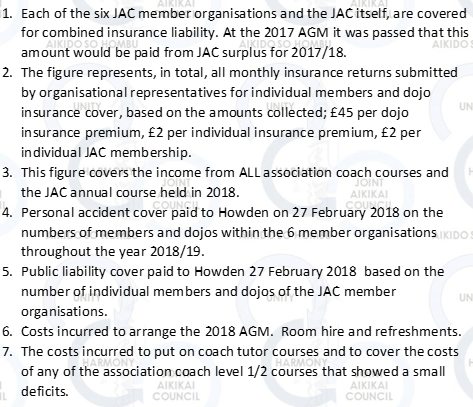 1. Each of the six JAC member organisations and the JAC itself, are covered
for combined insurance liability. At the 2017 AGM it was passed that this
amount would be paid from JAC surplus for 2017/18.
2. The figure represents, in total, all monthly insurance returns submitted
by organisational representatives for individual members and dojo
insurance cover, based on the amounts collected; £45 per dojo
insurance premium, £2 per individual insurance premium, £2 per
individual JAC membership.
3. This figure covers the income from ALL association coach courses and
the JAC annual course held in 2018.
4. Personal accident cover paid to Howden on 27 February 2018 on the
numbers of members and dojos within the 6 member organisations
throughout the year 2018/19.
5. Public liability cover paid to Howden 27 February 2018 based on the
number of individual members and dojos of the JAC member
organisations.
6. Costs incurred to arrange the 2018 AGM. Room hire and refreshments.
7. The costs incurred to put on coach tutor courses and to cover the costs
of any of the association coach level 1/2 courses that showed a small
deficits.